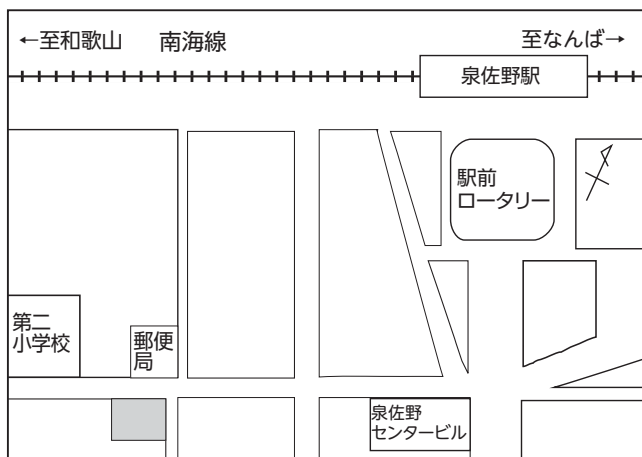 ←至和歌山 南海線 至なんば→
泉佐野駅
駅前
ロータリー
第二
小学校
郵便
局
泉佐野
センタービル